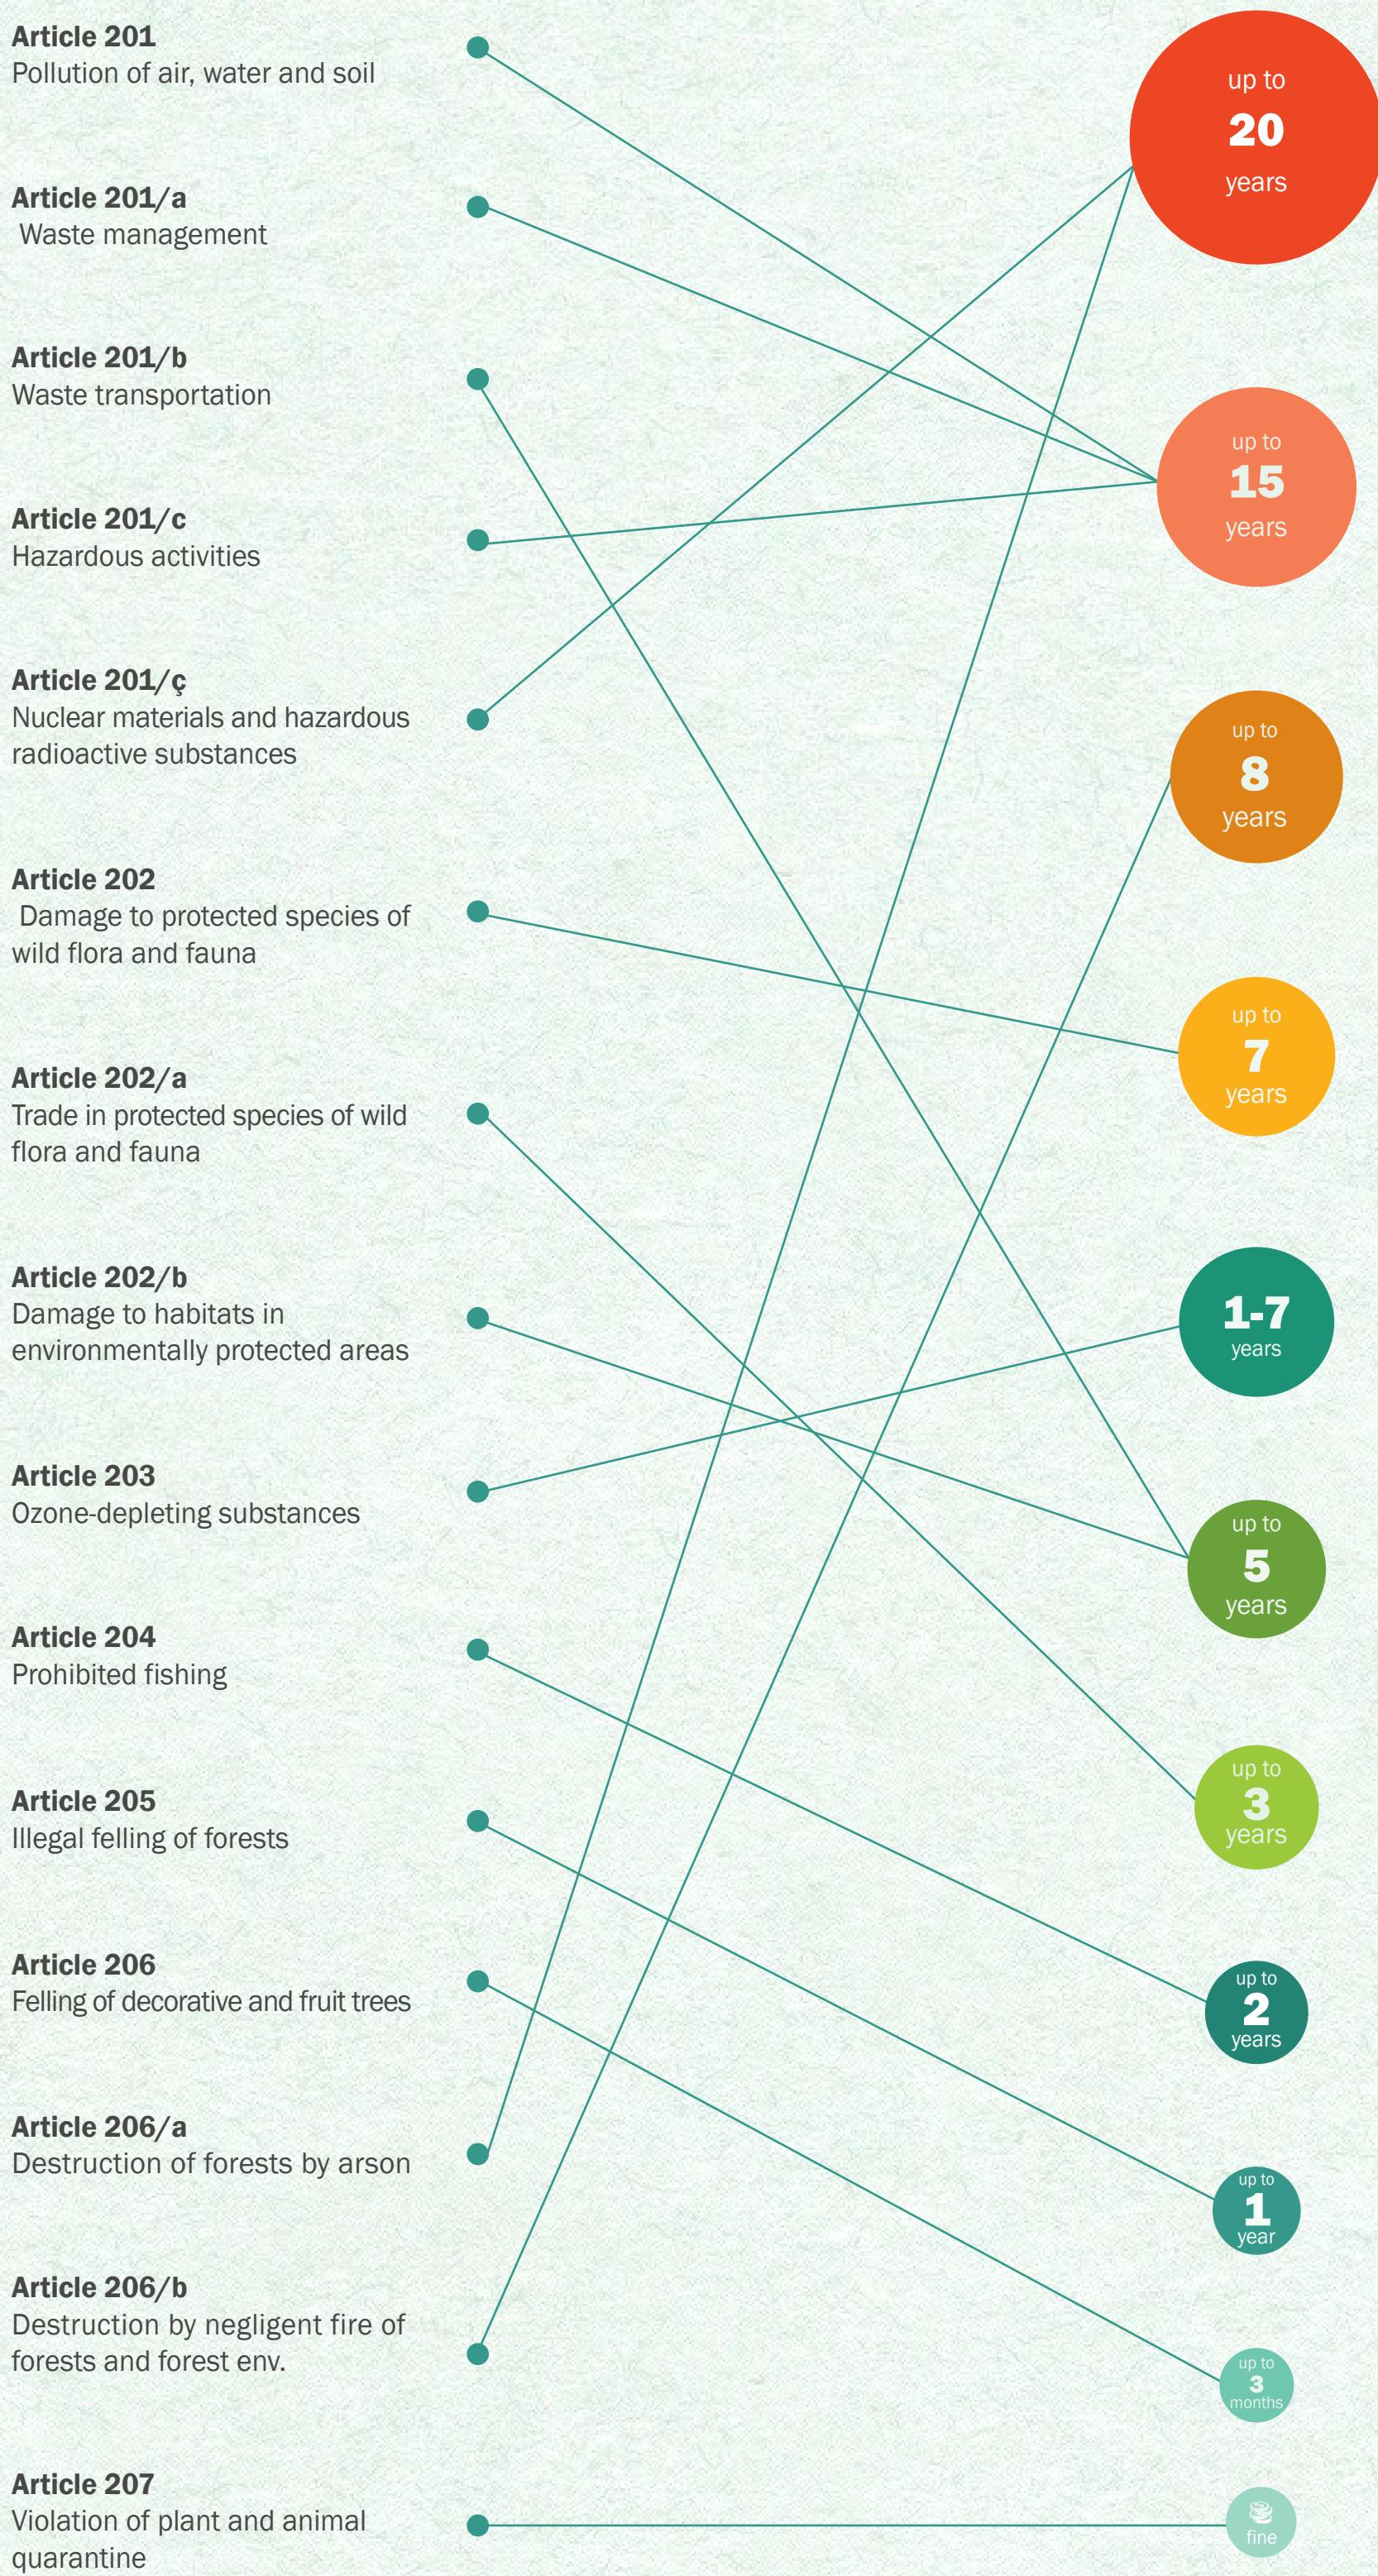 Article 201
Pollution of air, water and soil
Article 201/a
Waste management
Article 201/b
Waste transportation
Article 201/c
Hazardous activities
Article 201/ç
Nuclear materials and hazardous
radioactive substances
Article 202
Damage to protected species of
wild flora and fauna
Article 202/a
Trade in protected species of wild
flora and fauna
Article 202/b
Damage to habitats in
environmentally protected areas
Article 203
Ozone-depleting substances
Article 204
Prohibited fishing
Article 205
Illegal felling of forests
Article 206
Felling of decorative and fruit trees
Article 206/a
Destruction of forests by arson
Article 206/b
Destruction by negligent fire of
forests and forest env.
Article 207
Violation of plant and animal
quarantine
up to
20
years
up to
15
years
up to
8
years
up to
7
years
1-7
years
up to
5
years
up to
3
years
up to
2
years
up to
1
year
up to
3
months
fine